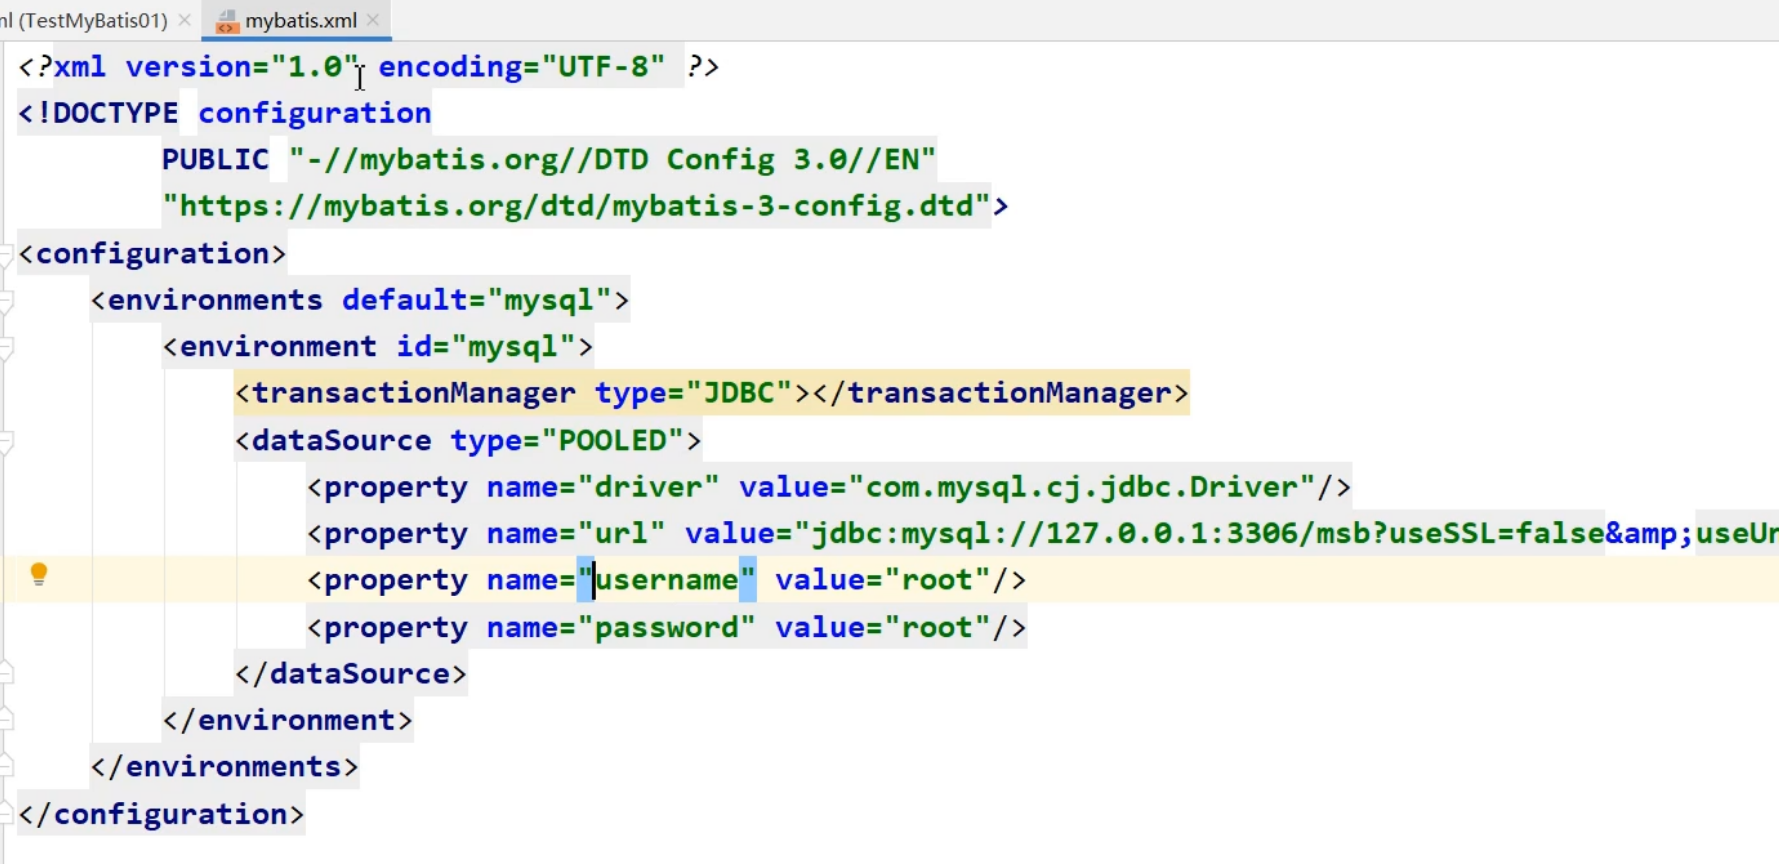 ml (TestMyBatis01) mybatis.xml
<?xml version="1.0" encoding="UTF-8" ?>
<!DOCTYPE configuration
        PUBLIC "-//mybatis.org//DTD Config 3.0//EN"
        "https://mybatis.org/dtd/mybatis-3-config.dtd">
<configuration>
    <environments default="mysql">
        <environment id="mysql">
            <transactionManager type="JDBC"></transactionManager>
            <dataSource type="POOLED">
                <property name="driver" value="com.mysql.cj.jdbc.Driver"/>
                <property name="url" value="jdbc:mysql://127.0.0.1:3306/msb?useSSL=false&amp;useUn
                <property name="username" value="root"/>
                <property name="password" value="root"/>
            </dataSource>
        </environment>
    </environments>
</configuration>